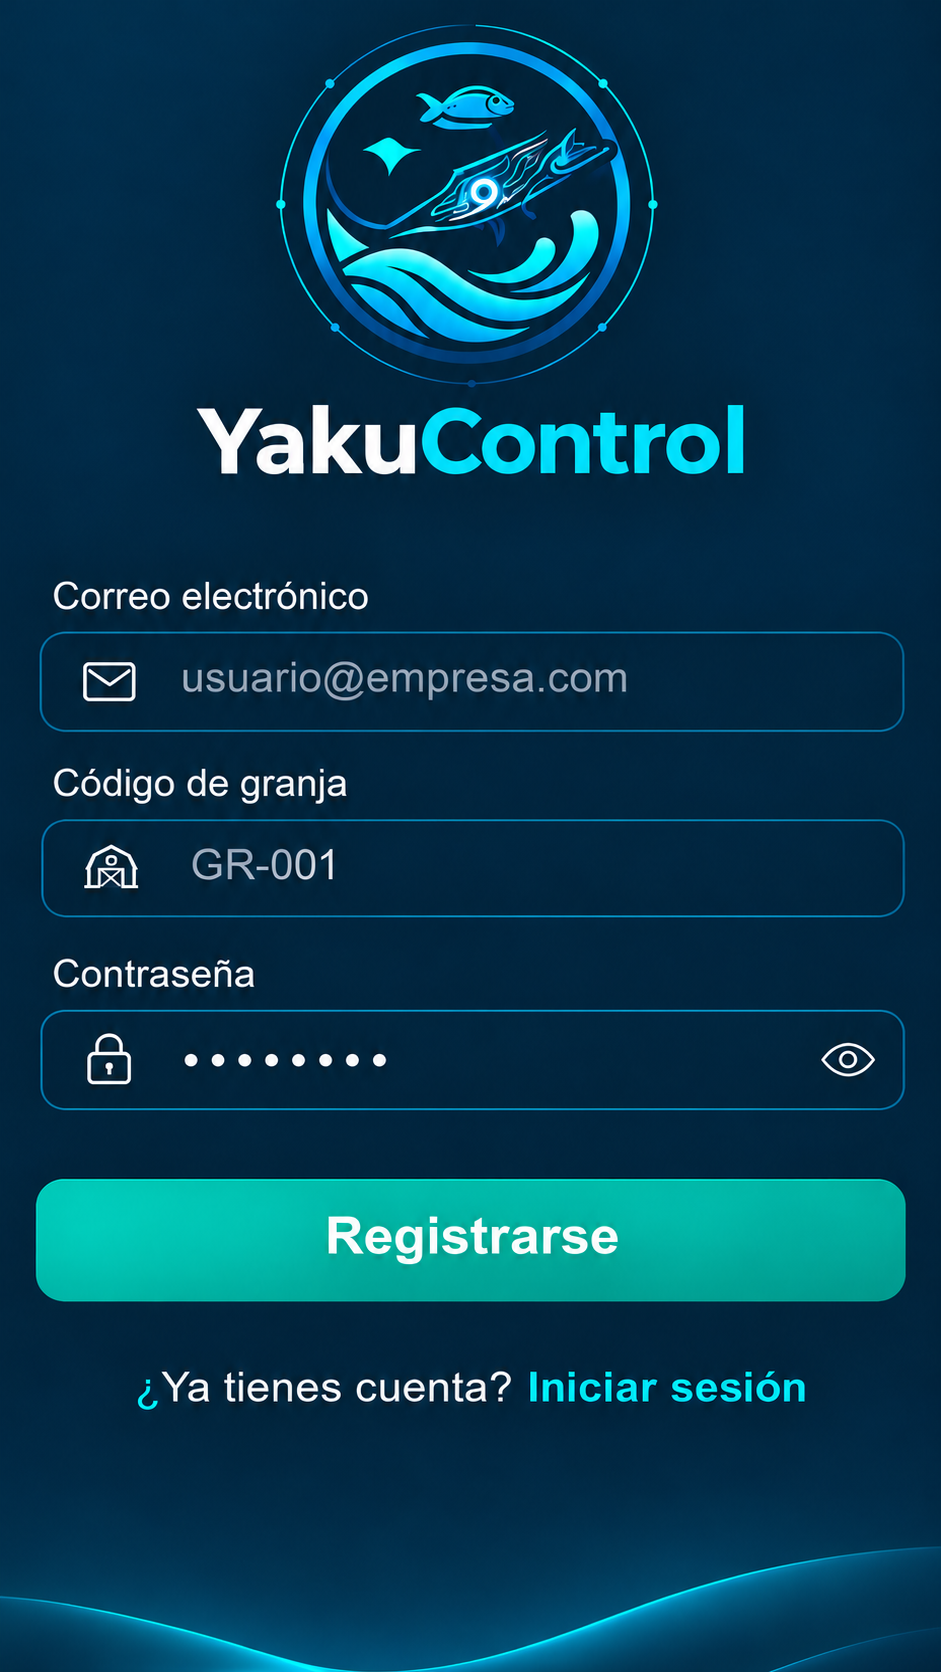 YakuControl
Correo electrónico
usuario@empresa.com
Código de granja
GR-001
Contraseña
••••••••
Registrarse
¿Ya tienes cuenta? Iniciar sesión